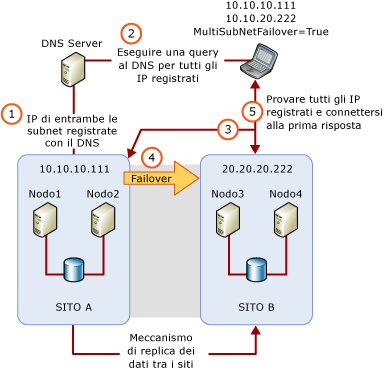 10.10.10.111
10.10.20.222
MultiSubNetFailover=True
DNS Server
2
Eseguire una query
al DNS per tutti gli
IP registrati
1
IP di entrambe le
subnet registrate
con il DNS
5
Provare tutti gli IP
registrati e connettersi
alla prima risposta
3
4
Failover
10.10.10.111
Nodo1
Nodo2
SITO A
20.20.20.222
Nodo3
Nodo4
SITO B
Meccanismo
di replica dei
dati tra i siti